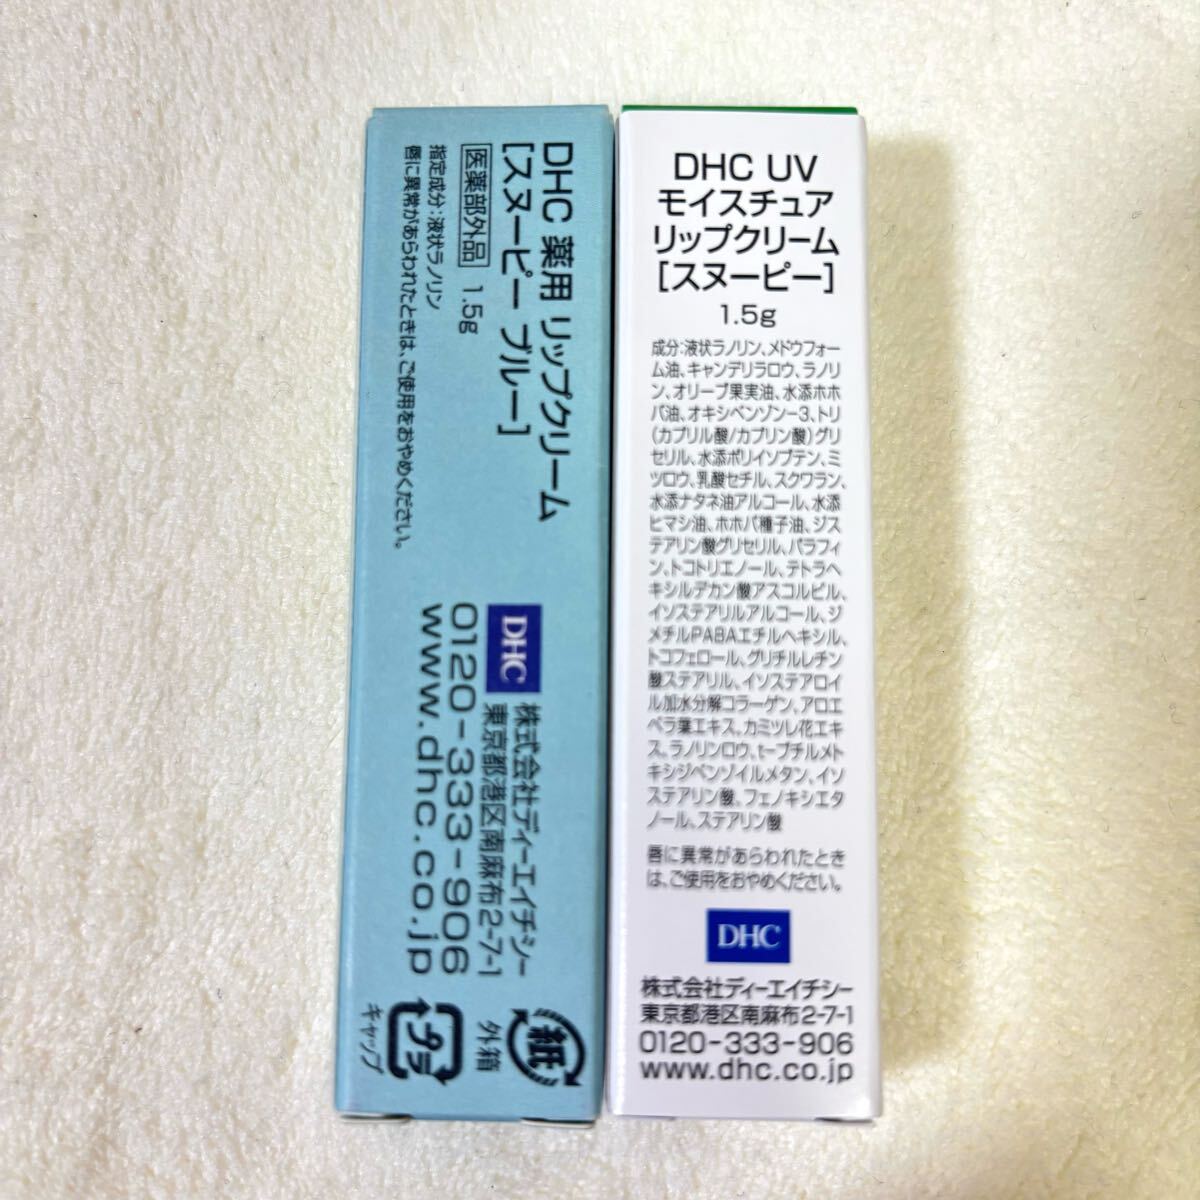 DHC 薬用 リップクリーム
[スヌーピー ブルー]
医薬部外品 1.5g
指定成分:液状ラノリン
唇に異常があらわれたときは、ご使用をおやめください。
DHC
株式会社ディーエイチシー
東京都港区南麻布2-7-1
0120-333-906
www.dhc.co.jp
紙
外箱
プラ
キャップ
DHC UV
モイスチュア
リップクリーム
[スヌーピー]
1.5g
成分:液状ラノリン、メドウフォー
ム油、キャンデリラロウ、ラノリ
ン、オリーブ果実油、水添ホホ
バ油、オキシベンゾン-3、トリ
(カプリル酸/カプリン酸)グリ
セリル、水添ポリイソブテン、ミ
ツロウ、乳酸セチル、スクワラン、
水添ナタネ油アルコール、水添
ヒマシ油、ホホバ種子油、ジス
テアリン酸グリセリル、パラフィ
ン、トコトリエノール、テトラヘ
キシルデカン酸アスコルビル、
イソステアリルアルコール、ジ
メチルPABAエチルヘキシル、
トコフェロール、グリチルレチン
酸ステアリル、イソステアロイ
ル加水分解コラーゲン、アロエ
ベラ葉エキス、カミツレ花エキ
ス、ラノリンロウ、t-ブチルメト
キシジベンゾイルメタン、イソ
ステアリン酸、フェノキシエタ
ノール、ステアリン酸
唇に異常があらわれたとき
は、ご使用をおやめください。
DHC
株式会社ディーエイチシー
東京都港区南麻布2-7-1
0120-333-906
www.dhc.co.jp